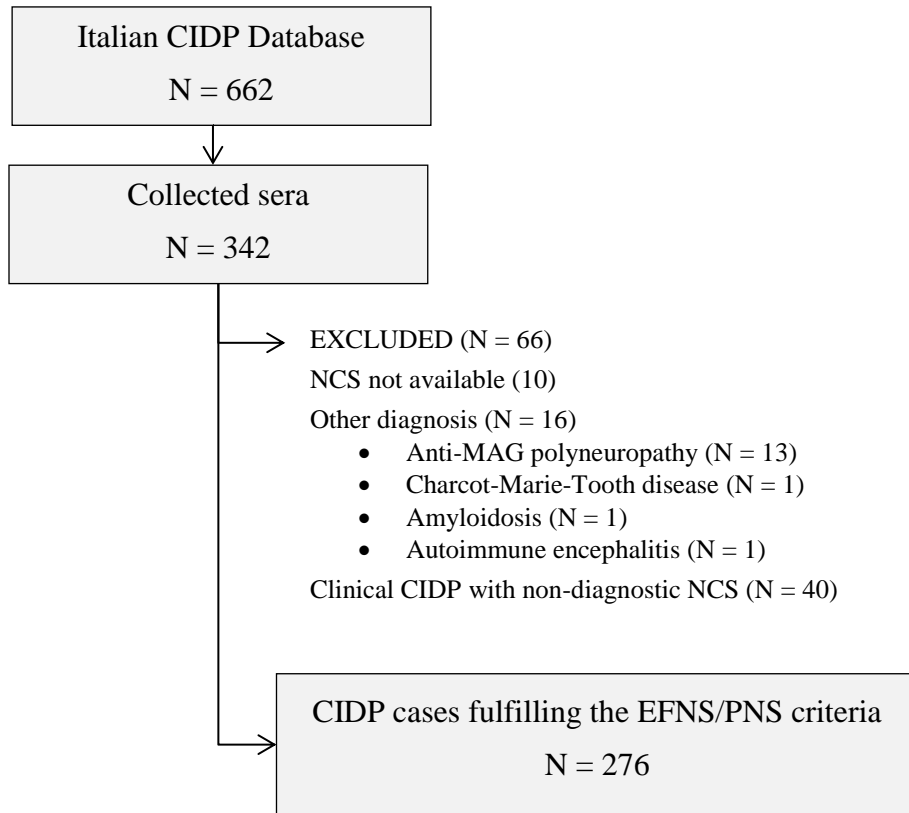 Italian CIDP Database
N = 662
Collected sera
N = 342
EXCLUDED (N = 66)
NCS not available (10)
Other diagnosis (N = 16)
• Anti-MAG polyneuropathy (N = 13)
• Charcot-Marie-Tooth disease (N = 1)
• Amyloidosis (N = 1)
• Autoimmune encephalitis (N = 1)
Clinical CIDP with non-diagnostic NCS (N = 40)
CIDP cases fulfilling the EFNS/PNS criteria
N = 276